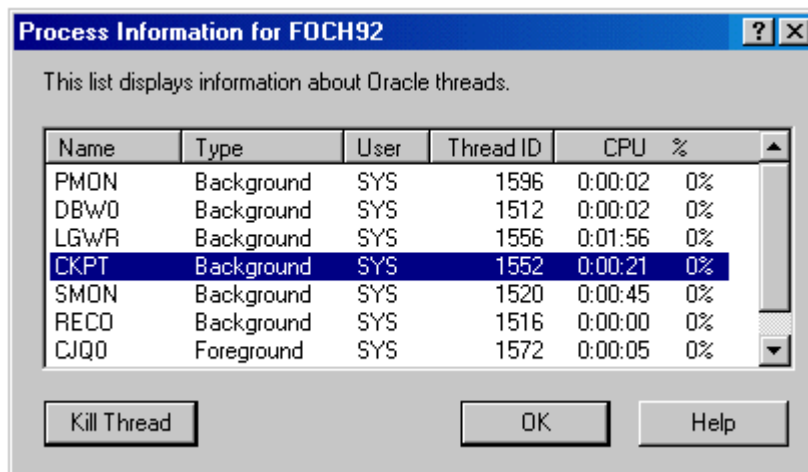 Process Information for FOCH92
This list displays information about Oracle threads.
Name Type User Thread ID CPU %
PMON Background SYS 1596 0:00:02 0%
DBW0 Background SYS 1512 0:00:02 0%
LGWR Background SYS 1556 0:01:56 0%
CKPT Background SYS 1552 0:00:21 0%
SMON Background SYS 1520 0:00:45 0%
RECO Background SYS 1516 0:00:00 0%
CJQ0 Foreground SYS 1572 0:00:05 0%
Kill Thread OK Help